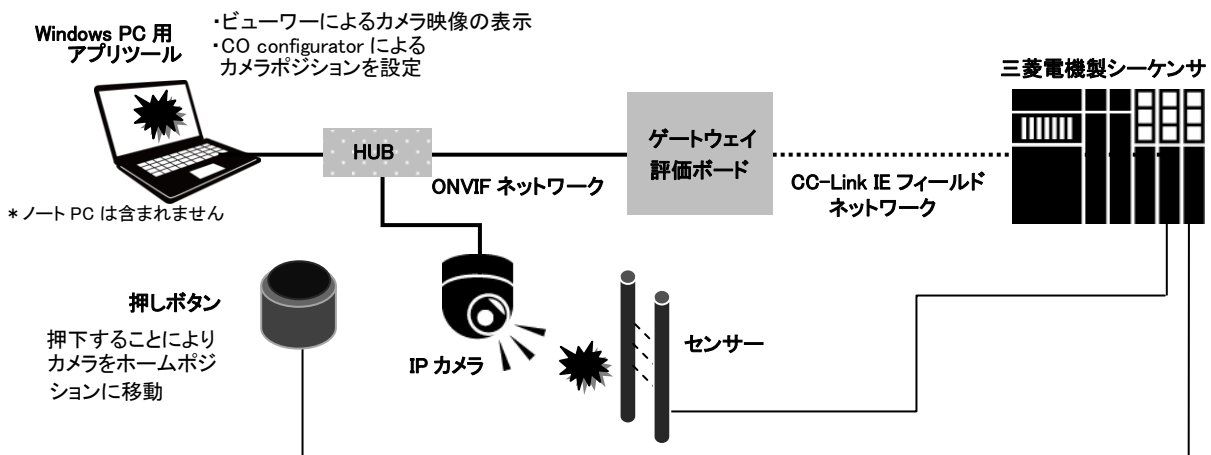 Windows PC 用
アプリツール
・ビューワーによるカメラ映像の表示
・CO configurator による
カメラポジションを設定
三菱電機製シーケンサ
HUB
ゲートウェイ
評価ボード
ONVIF ネットワーク
CC-Link IE フィールド
ネットワーク
＊ノート PC は含まれません
押しボタン
押下することにより
カメラをホームポジ
ションに移動
IP カメラ
センサー